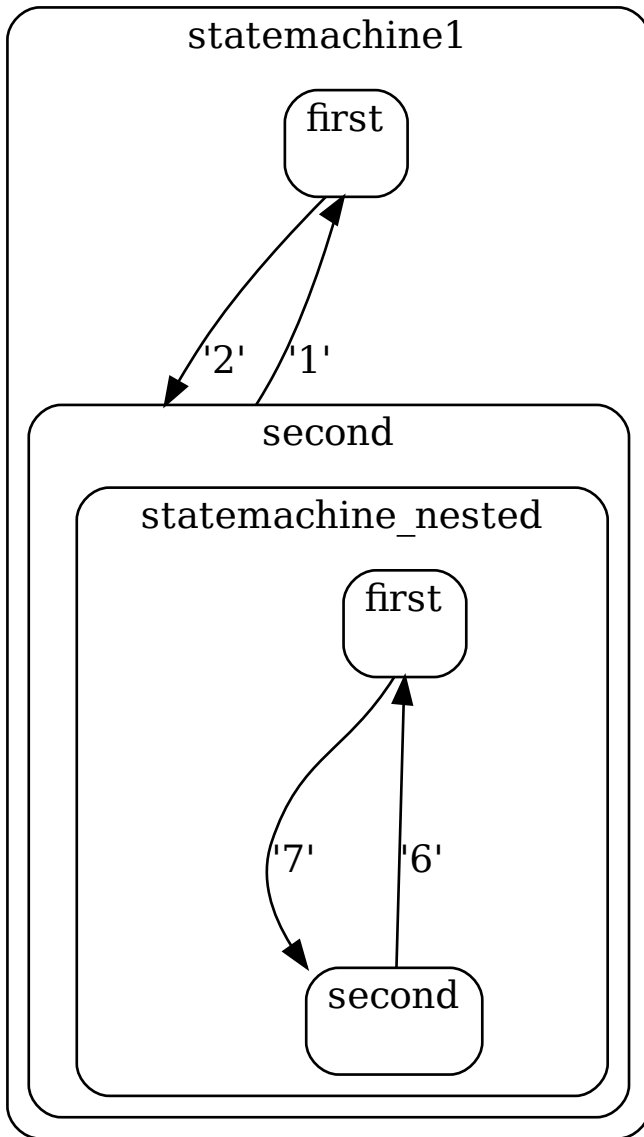 statemachine1
first
'2' '1'
second
statemachine_nested
first
'7' '6'
second